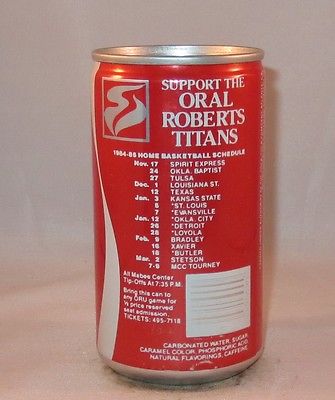 SUPPORT THE
ORAL
ROBERTS
TITANS
1984-85 HOME BASKETBALL SCHEDULE
Nov. 17 SPIRIT EXPRESS
24 OKLA. BAPTIST
27 TULSA
Dec. 1 LOUISIANA ST.
12 TEXAS
Jan. 3 KANSAS STATE
5 *ST. LOUIS
7 *EVANSVILLE
Jan. 12 *OKLA. CITY
26 *DETROIT
28 *LOYOLA
Feb. 9 BRADLEY
16 XAVIER
18 *BUTLER
Mar. 2 STETSON
7-8 MCC TOURNEY
All Mabee Center
Tip-Offs At 7:35 P.M.
Bring this can to
any ORU game for
½ price reserved
seat admission.
TICKETS: 495-7118
CARBONATED WATER, SUGAR,
CARAMEL COLOR, PHOSPHORIC ACID,
NATURAL FLAVORINGS, CAFFEINE.